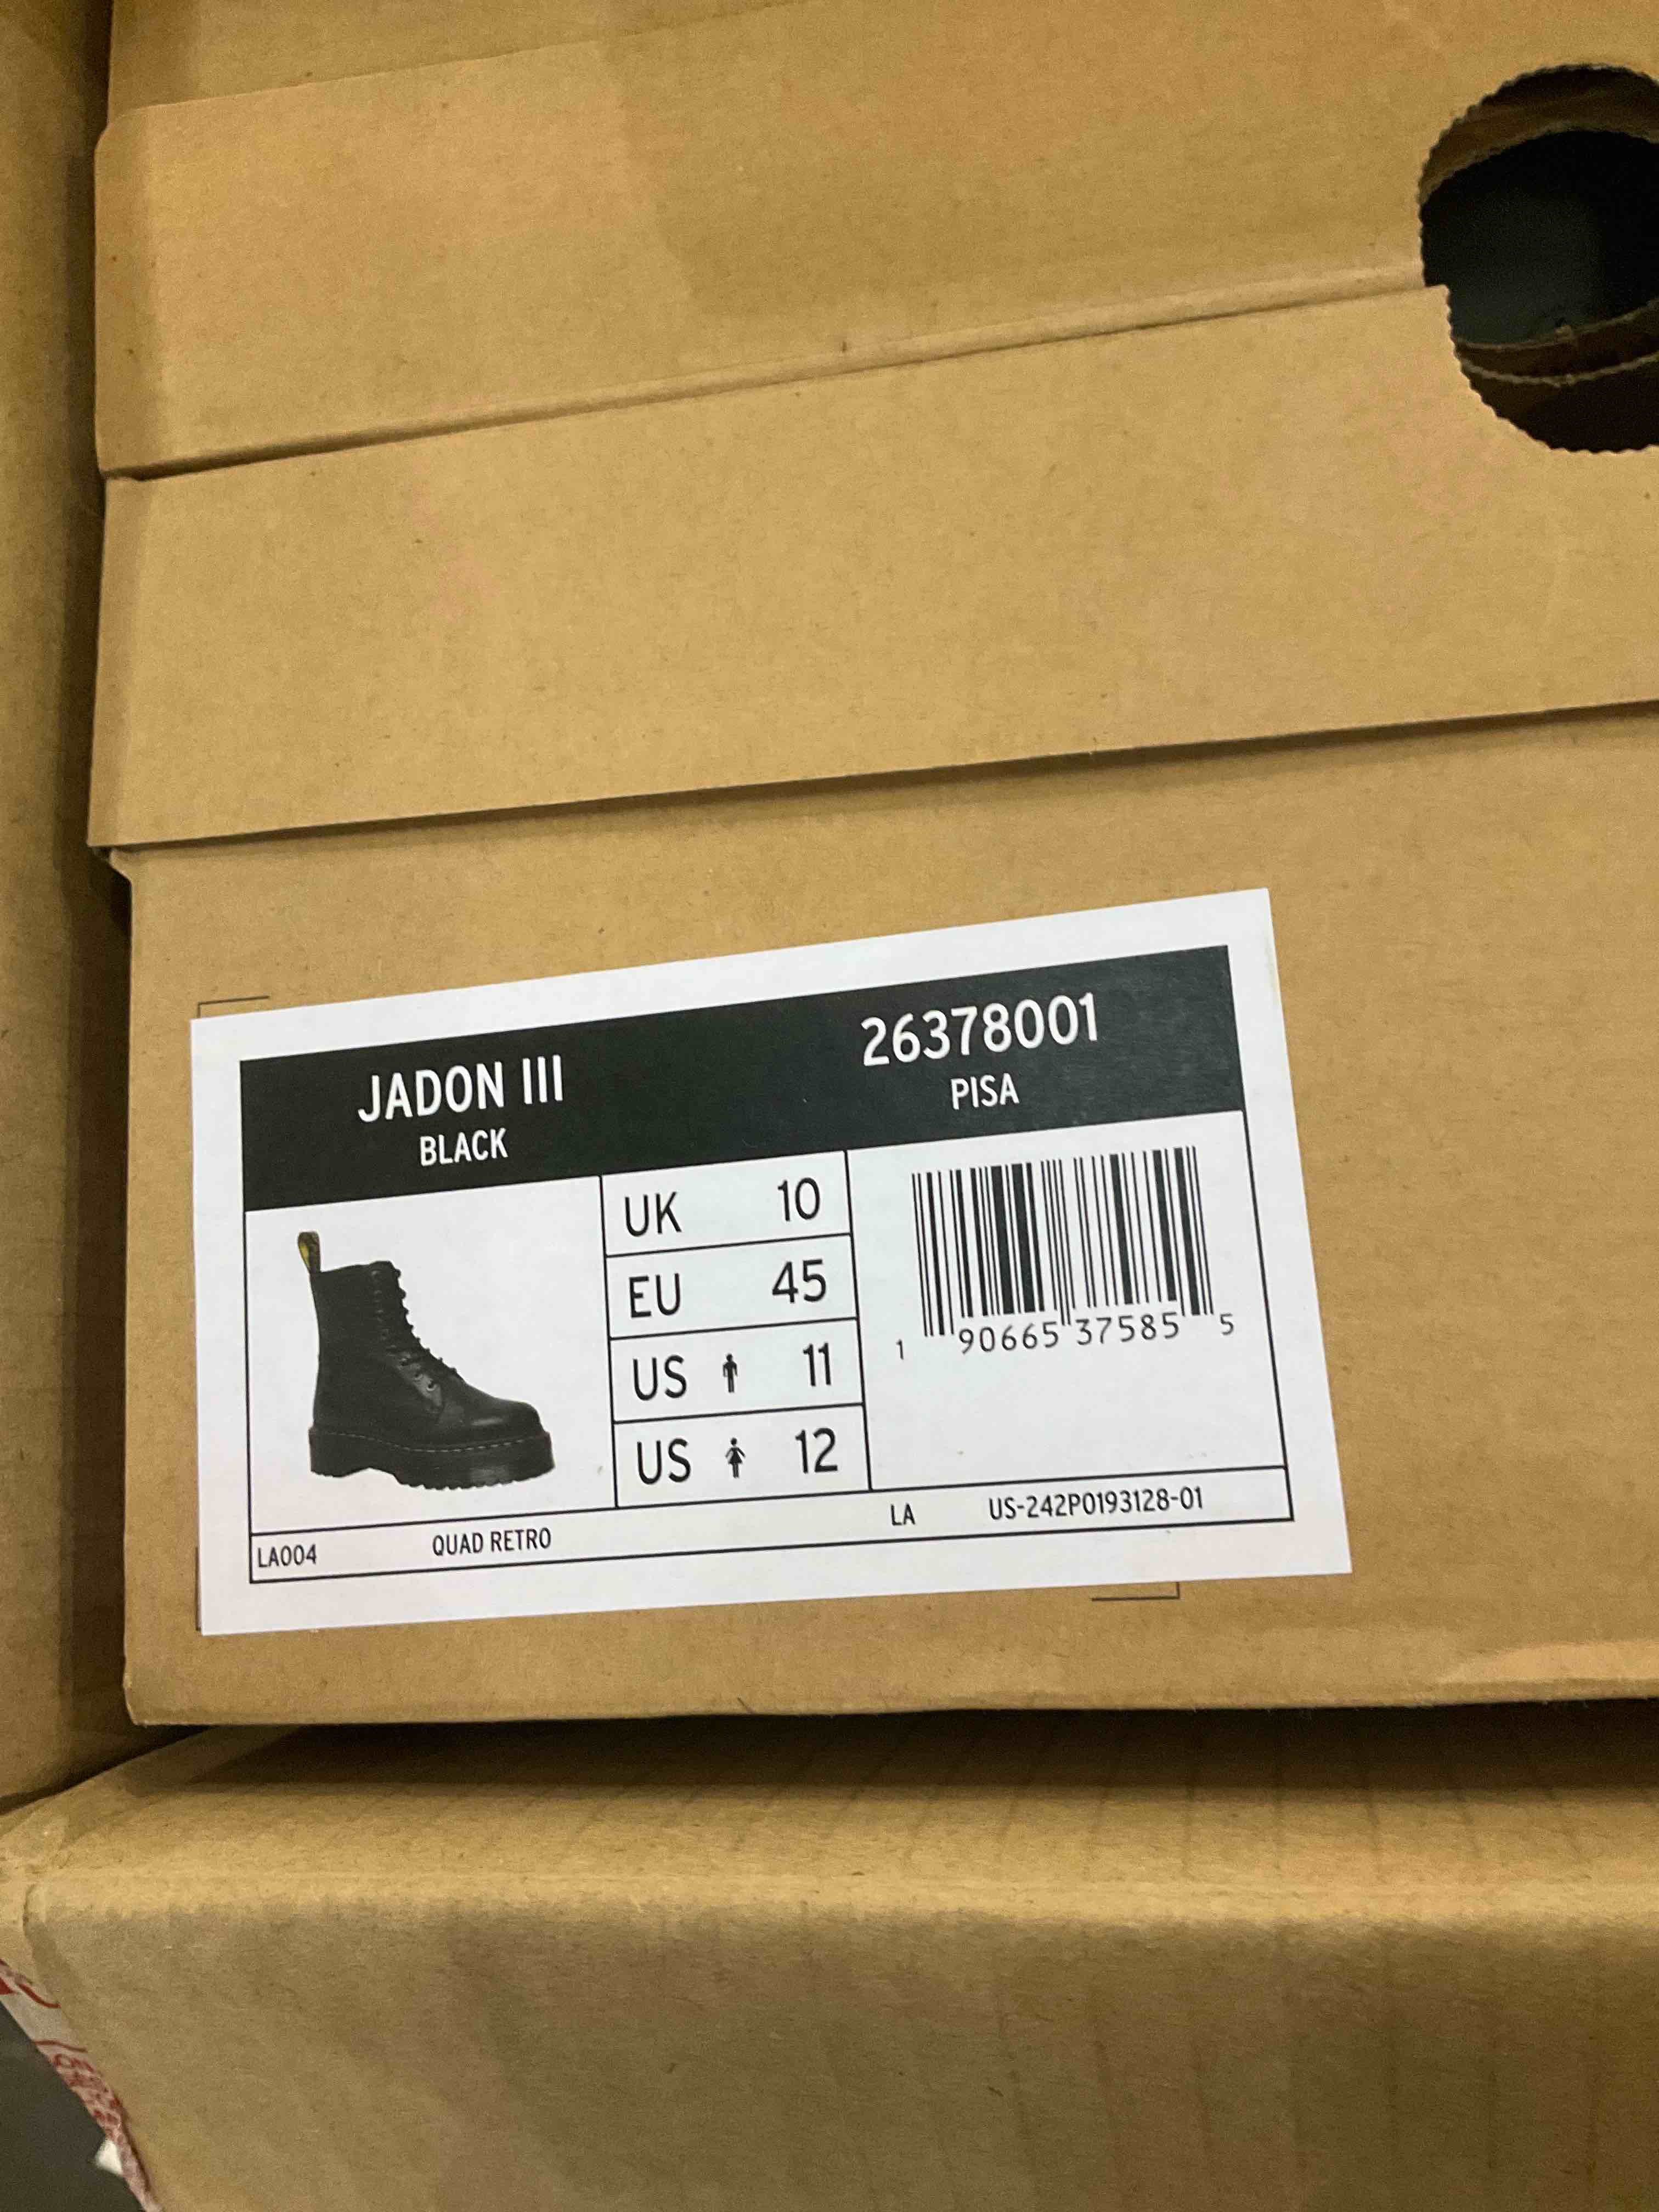 JADON III
BLACK
26378001
PISA
UK 10
EU 45
US 11
US 12
1 90665 37585 5
LA004 QUAD RETRO LA US-242P0193128-01